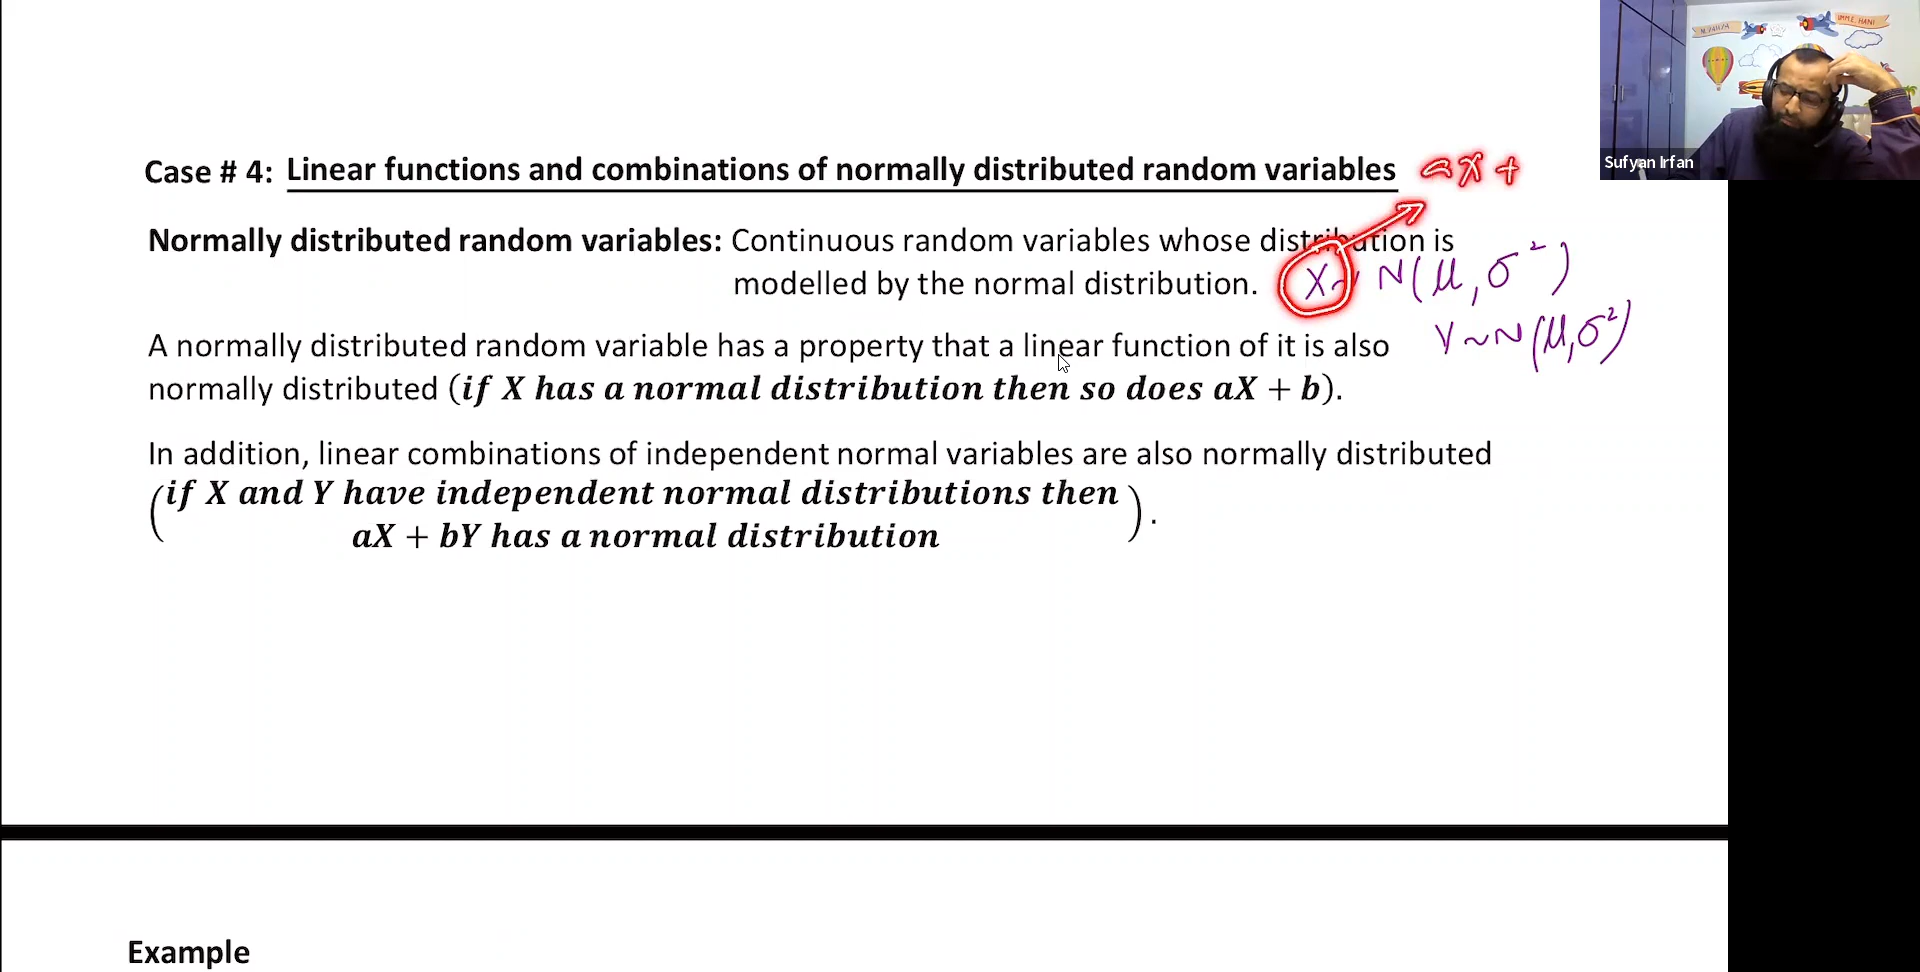 M. YAHYA
UMM E HANI
Sufyan Irfan
Case # 4: Linear functions and combinations of normally distributed random variables aX +
Normally distributed random variables: Continuous random variables whose distribution is
modelled by the normal distribution. X ~ N(μ, σ²)
Y ~ N(μ, σ²)
A normally distributed random variable has a property that a linear function of it is also
normally distributed (if X has a normal distribution then so does aX + b).
In addition, linear combinations of independent normal variables are also normally distributed
(if X and Y have independent normal distributions then
aX + bY has a normal distribution).
Example